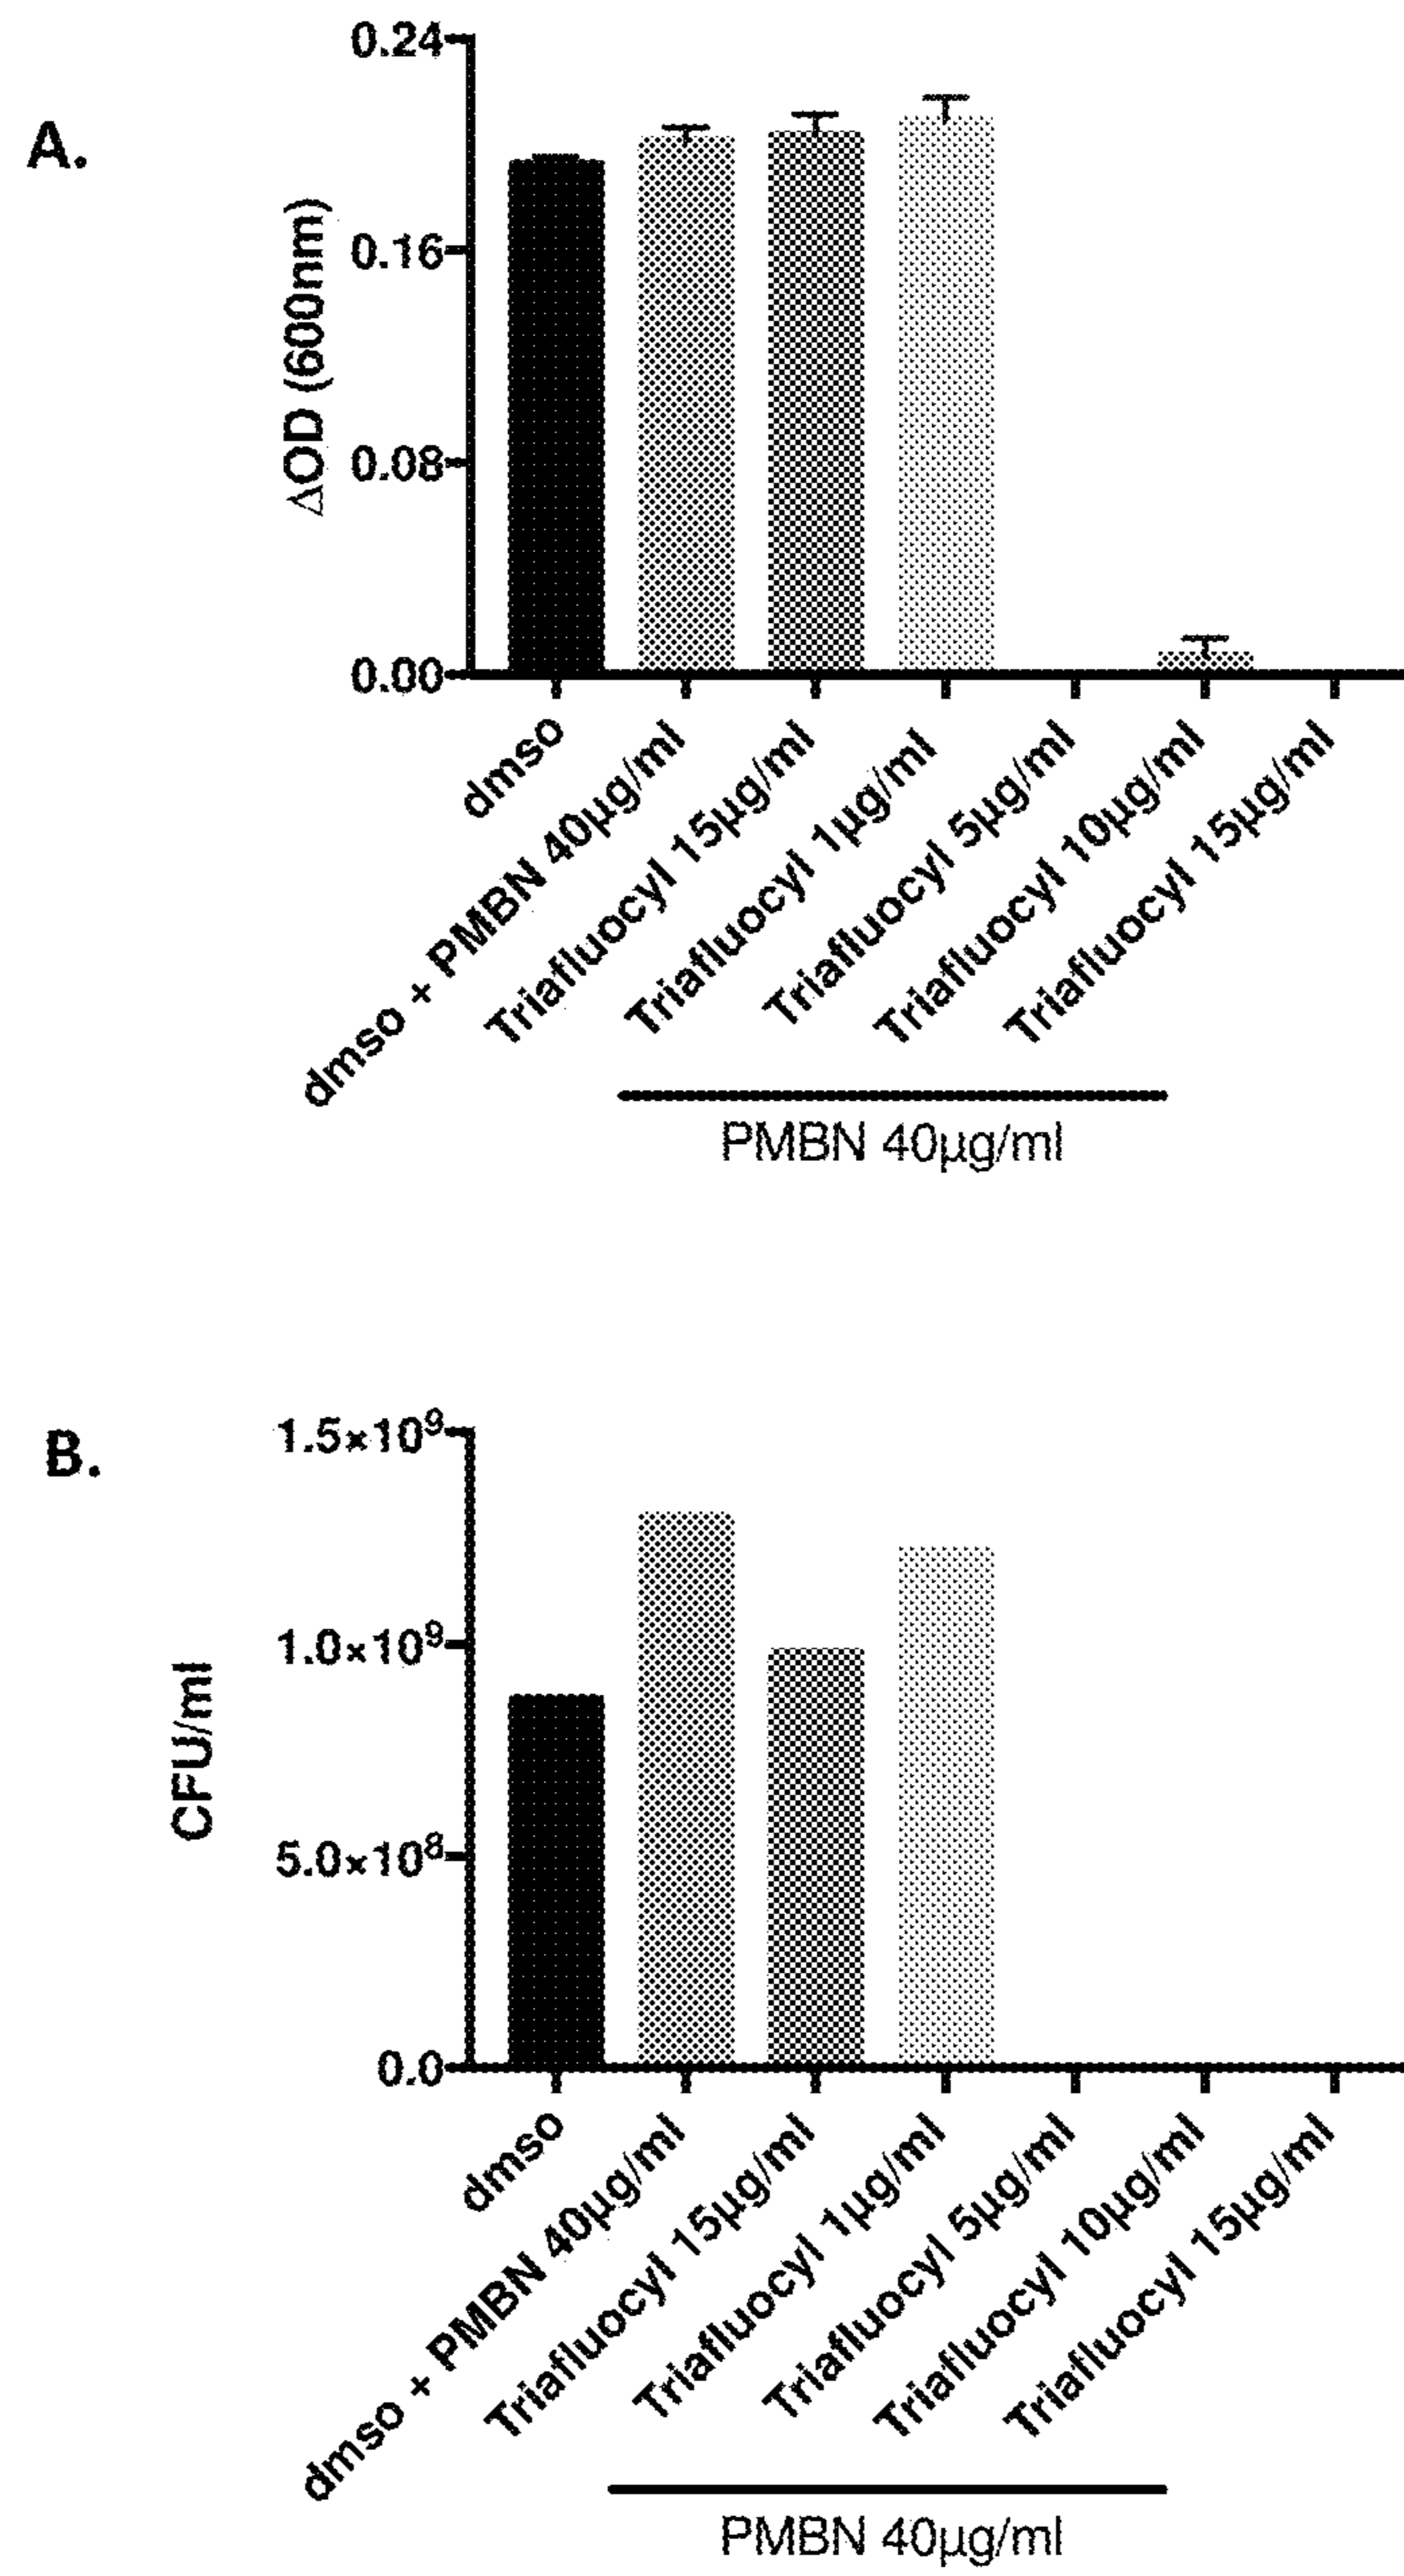 A.
ΔOD (600nm)
0.24
0.16
0.08
0.00
dmso
dmso + PMBN 40µg/ml
Triafluocyl 15µg/ml
Triafluocyl 1µg/ml
Triafluocyl 5µg/ml
Triafluocyl 10µg/ml
Triafluocyl 15µg/ml
PMBN 40µg/ml
B.
CFU/ml
1.5×10⁹
1.0×10⁹
5.0×10⁸
0.0
dmso
dmso + PMBN 40µg/ml
Triafluocyl 15µg/ml
Triafluocyl 1µg/ml
Triafluocyl 5µg/ml
Triafluocyl 10µg/ml
Triafluocyl 15µg/ml
PMBN 40µg/ml